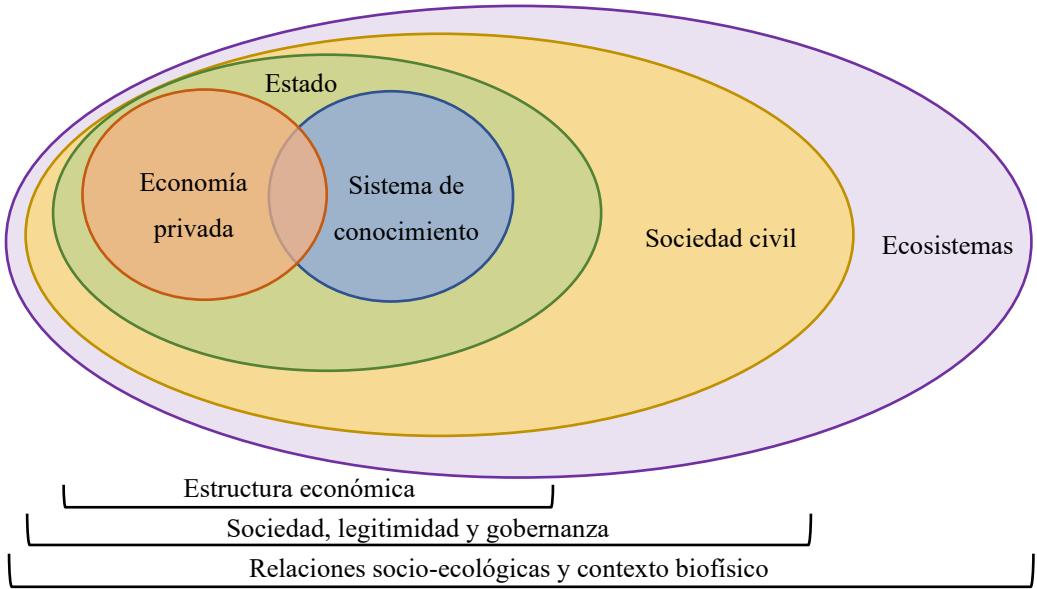 Estado
Economía
privada
Sistema de
conocimiento
Sociedad civil
Ecosistemas
Estructura económica
Sociedad, legitimidad y gobernanza
Relaciones socio-ecológicas y contexto biofísico